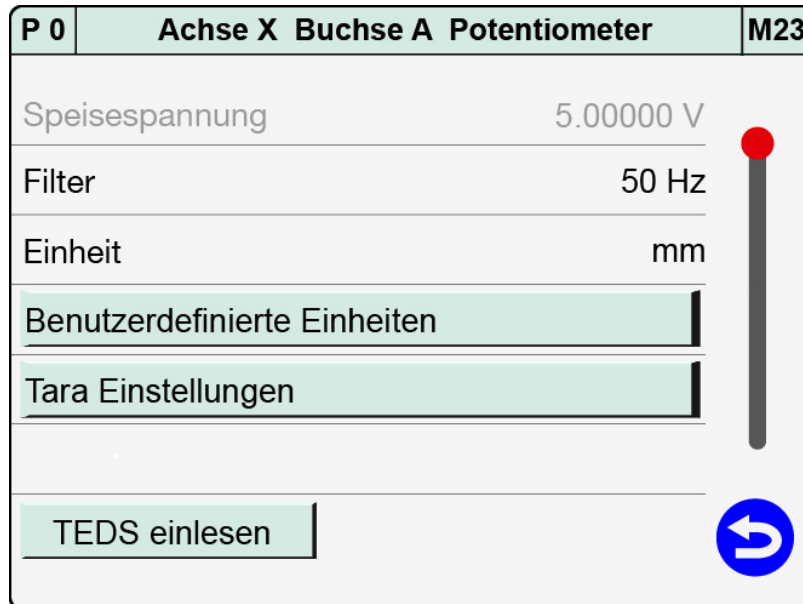 P 0 Achse X Buchse A Potentiometer M23
Speisespannung 5.00000 V
Filter 50 Hz
Einheit mm
Benutzerdefinierte Einheiten
Tara Einstellungen
TEDS einlesen